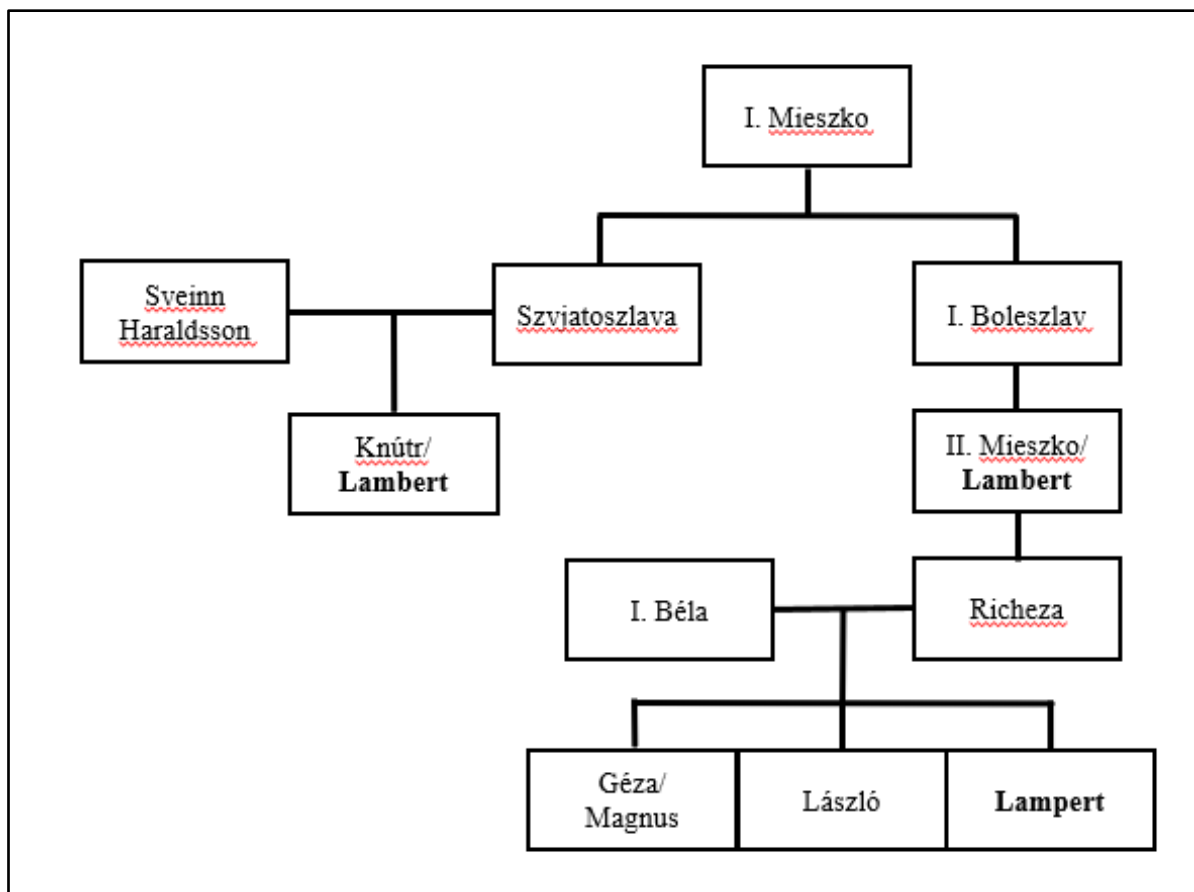 I. Mieszko
Sveinn
Haraldsson
Szvjatoszlava
I. Boleszlav
Knútr/
Lambert
II. Mieszko/
Lambert
I. Béla
Richeza
Géza/
Magnus
László
Lampert